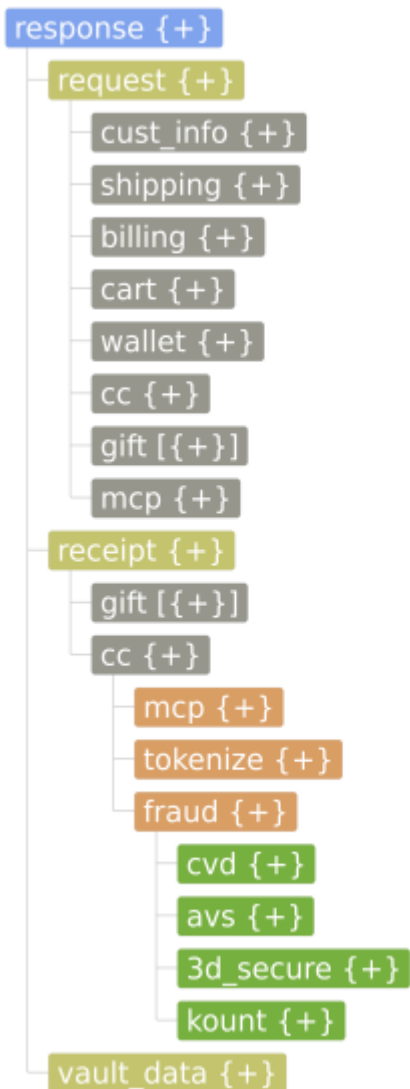 response {+}
request {+}
cust_info {+}
shipping {+}
billing {+}
cart {+}
wallet {+}
cc {+}
gift [{+}]
mcp {+}
receipt {+}
gift [{+}]
cc {+}
mcp {+}
tokenize {+}
fraud {+}
cvd {+}
avs {+}
3d_secure {+}
kount {+}
vault_data {+}